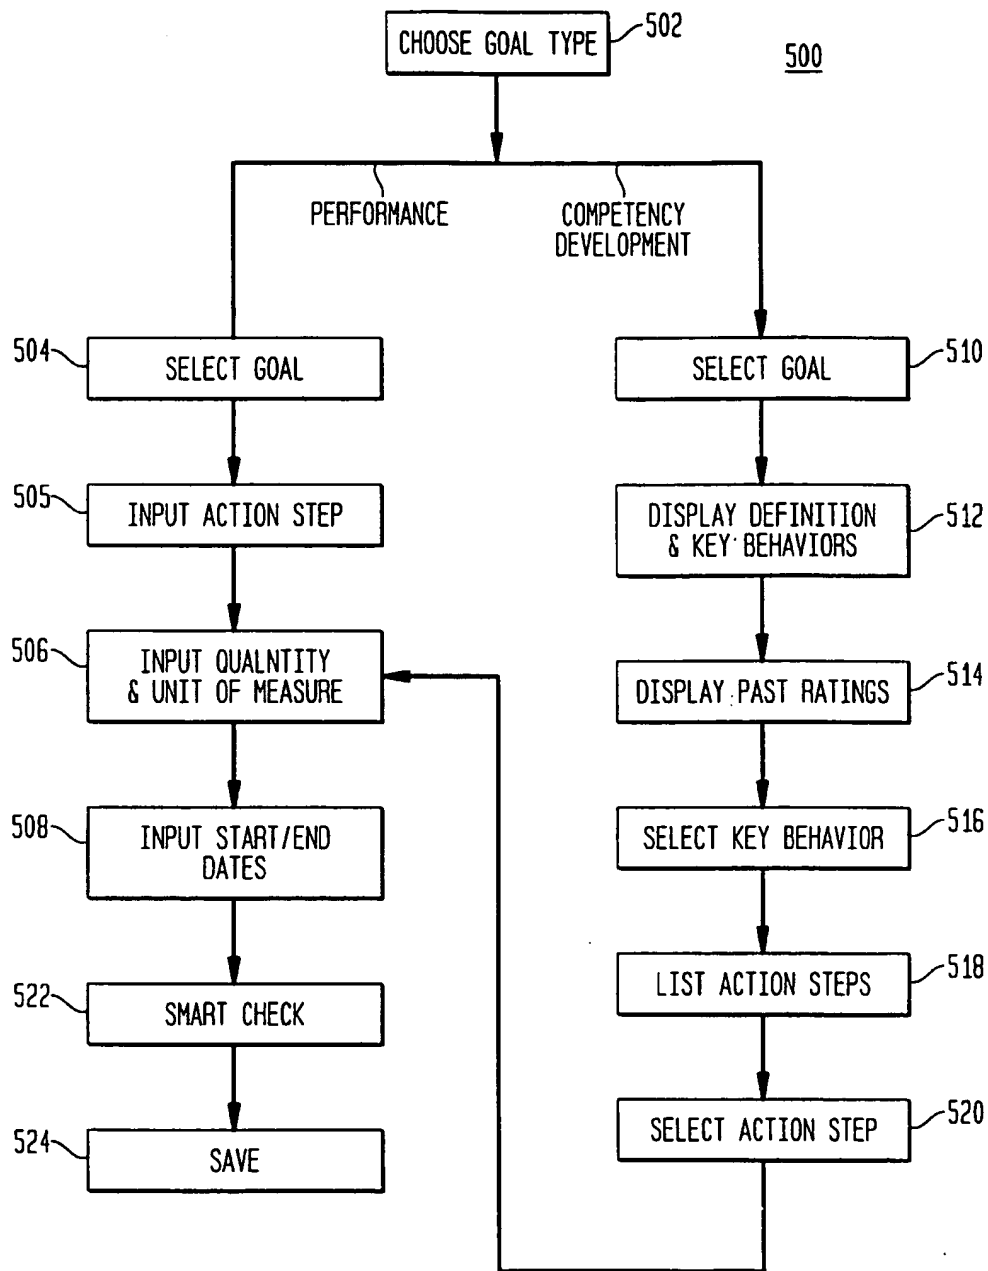 CHOOSE GOAL TYPE
502
500
PERFORMANCE
COMPETENCY
DEVELOPMENT
504
SELECT GOAL
505
INPUT ACTION STEP
506
INPUT QUALNTITY
& UNIT OF MEASURE
508
INPUT START/END
DATES
522
SMART CHECK
524
SAVE
SELECT GOAL
510
DISPLAY DEFINITION
& KEY BEHAVIORS
512
DISPLAY PAST RATINGS
514
SELECT KEY BEHAVIOR
516
LIST ACTION STEPS
518
SELECT ACTION STEP
520